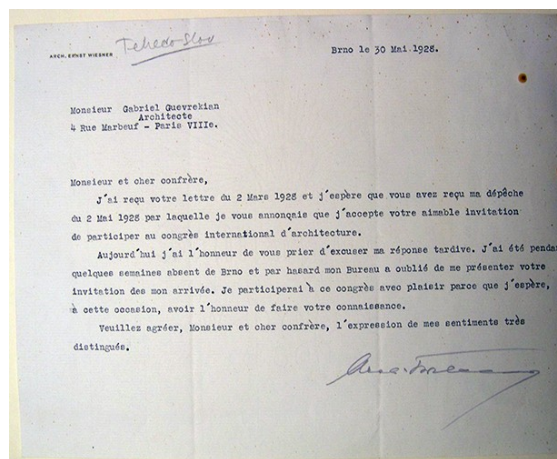 ARCH. ERNST WIESNER
Tchéco-Slov
Brno le 30 Mai.1928.
Monsieur Gabriel Guevrekian
Architecte
4 Rue Marbeuf - Paris VIIIe.
Monsieur et cher confrère,
J´ai reçu votre lettre du 2 Mars 1928 et j´espère que vous avez reçu ma dépêche
du 2 Mai 1928 par laquelle je vous annonçais que j´accepte votre aimable invitation
de participer au congrès international d´architecture.
Aujourd´hui j´ai l´honneur de vous prier d´excuser ma réponse tardive. J´ai été penda
quelques semaines absent de Brno et par hasard mon Bureau a oublié de me présenter votre
invitation des mon arrivée. Je participerai à ce congrès avec plaisir parce que j´espère,
à cette occasion, avoir l´honneur de faire votre connaissance.
Veuillez agréer, Monsieur et cher confrère, l´expression de mes sentiments très
distingués.